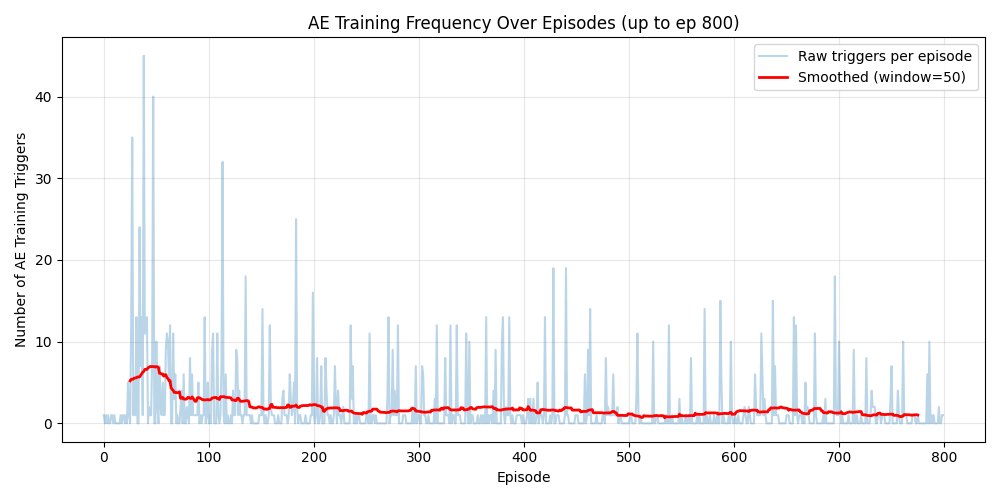 AE Training Frequency Over Episodes (up to ep 800)
Raw triggers per episode
Smoothed (window=50)
Number of AE Training Triggers
40
30
20
10
0
0 100 200 300 400 500 600 700 800
Episode